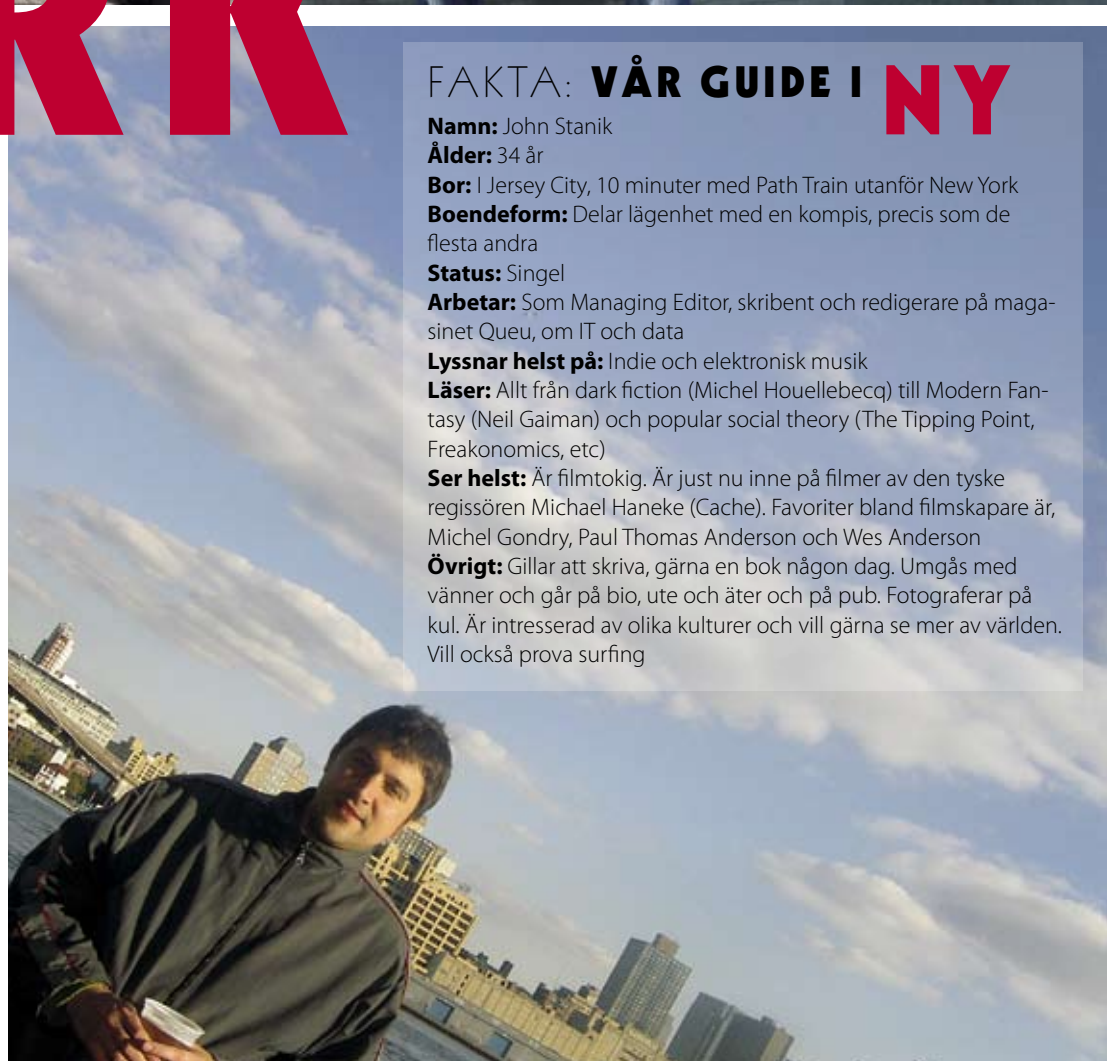 RK
FAKTA: VÅR GUIDE I NY
Namn: John Stanik
Ålder: 34 år
Bor: I Jersey City, 10 minuter med Path Train utanför New York
Boendeform: Delar lägenhet med en kompis, precis som de
flesta andra
Status: Singel
Arbetar: Som Managing Editor, skribent och redigerare på maga-
sinet Queu, om IT och data
Lyssnar helst på: Indie och elektronisk musik
Läser: Allt från dark fiction (Michel Houellebecq) till Modern Fan-
tasy (Neil Gaiman) och popular social theory (The Tipping Point,
Freakonomics, etc)
Ser helst: Är filmtokig. Är just nu inne på filmer av den tyske
regissören Michael Haneke (Cache). Favoriter bland filmskapare är,
Michel Gondry, Paul Thomas Anderson och Wes Anderson
Övrigt: Gillar att skriva, gärna en bok någon dag. Umgås med
vänner och går på bio, ute och äter och på pub. Fotograferar på
kul. Är intresserad av olika kulturer och vill gärna se mer av världen.
Vill också prova surfing